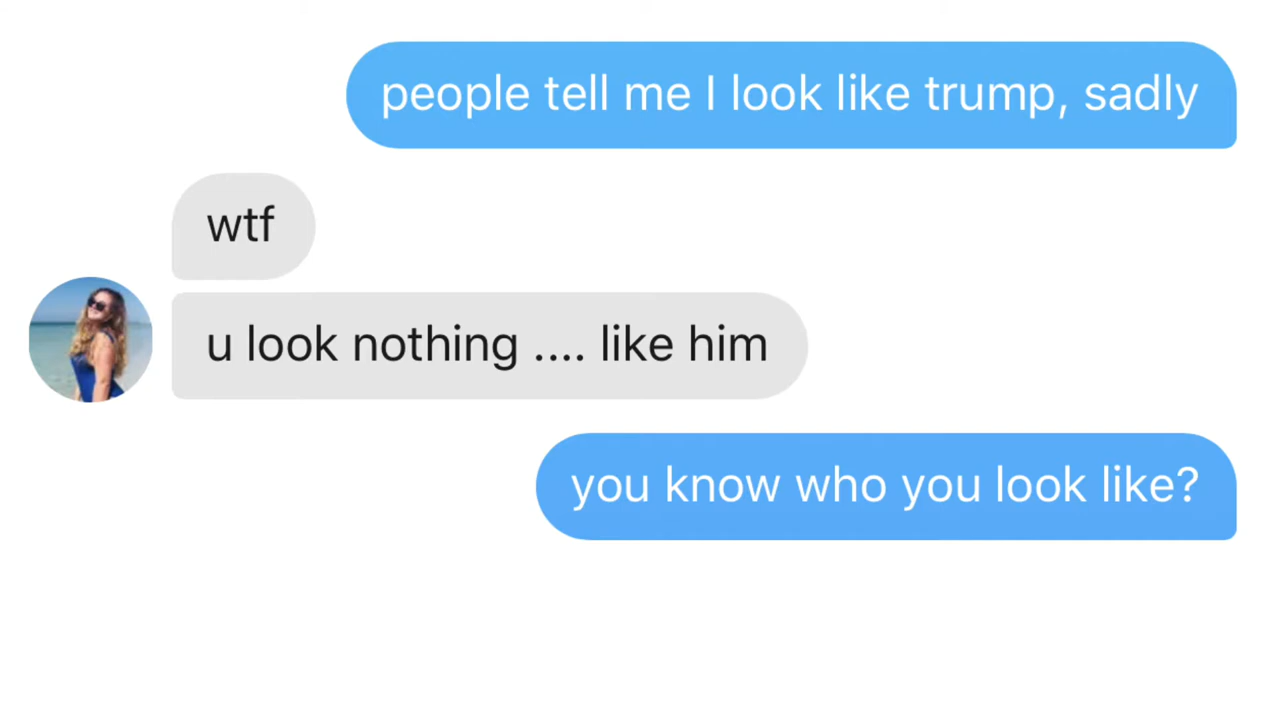 people tell me I look like trump, sadly
wtf
u look nothing .... like him
you know who you look like?